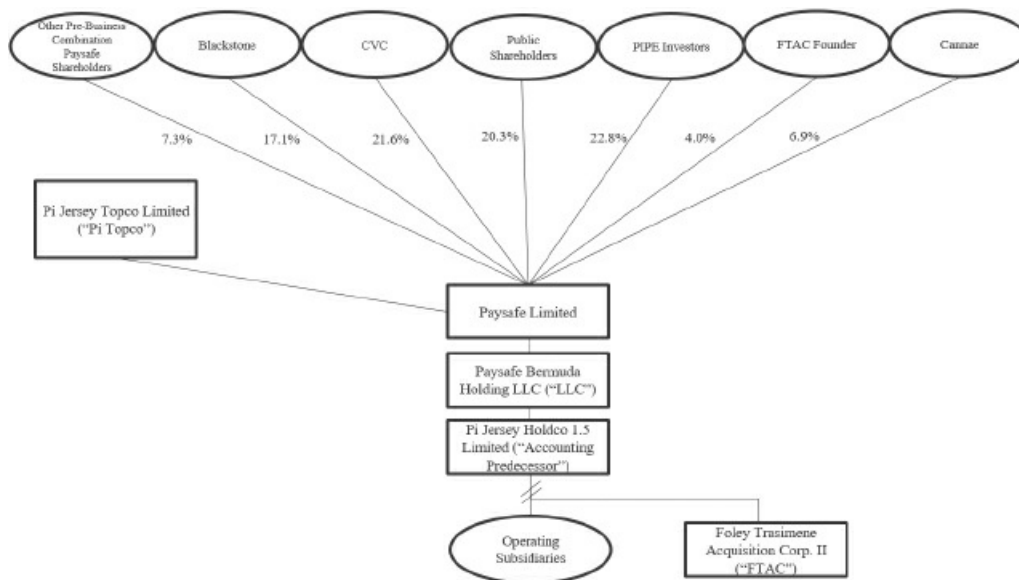 Other Pre-Business
Combination
Paysafe
Shareholders
Blackstone
CVC
Public
Shareholders
PIPE Investors
FTAC Founder
Cannae
7.3%
17.1%
21.6%
20.3%
22.8%
4.0%
6.9%
Pi Jersey Topco Limited
(“Pi Topco”)
Paysafe Limited
Paysafe Bermuda
Holding LLC (“LLC”)
Pi Jersey Holdco 1.5
Limited (“Accounting
Predecessor”)
Operating
Subsidiaries
Foley Trasimene
Acquisition Corp. II
(“FTAC”)